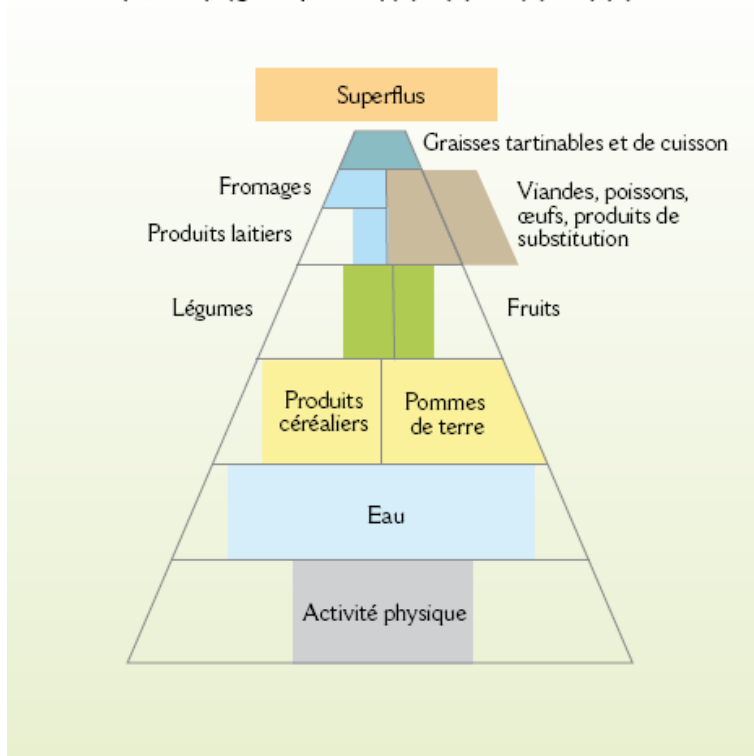 Superflus
Graisses tartinables et de cuisson
Fromages
Viandes, poissons,
œufs, produits de
substitution
Produits laitiers
Légumes
Fruits
Produits
céréaliers
Pommes
de terre
Eau
Activité physique